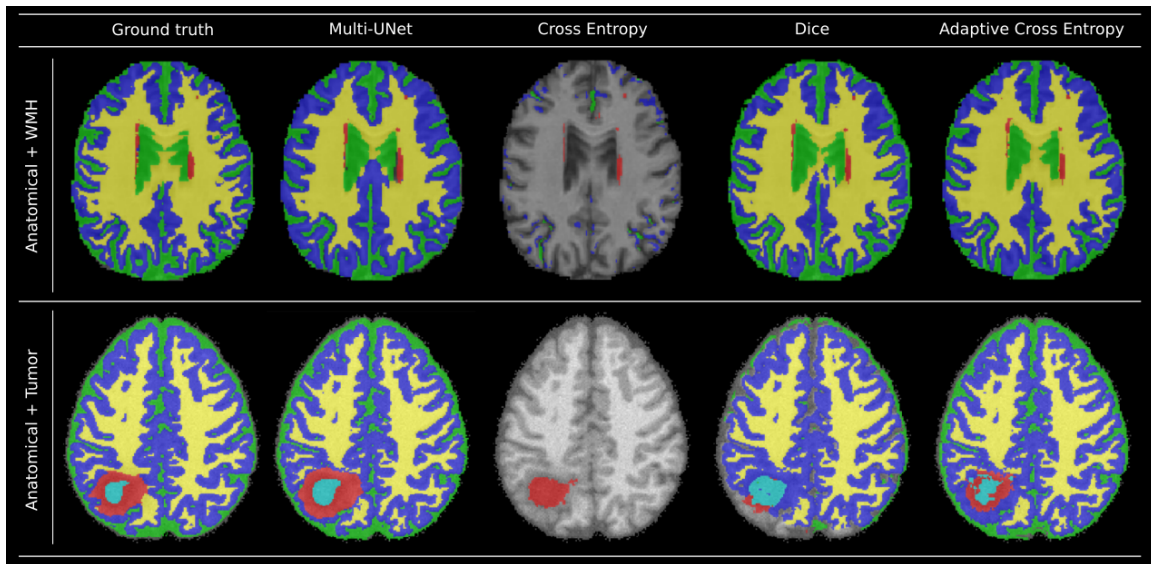 Ground truth
Multi-UNet
Cross Entropy
Dice
Adaptive Cross Entropy
Anatomical + WMH
Anatomical + Tumor